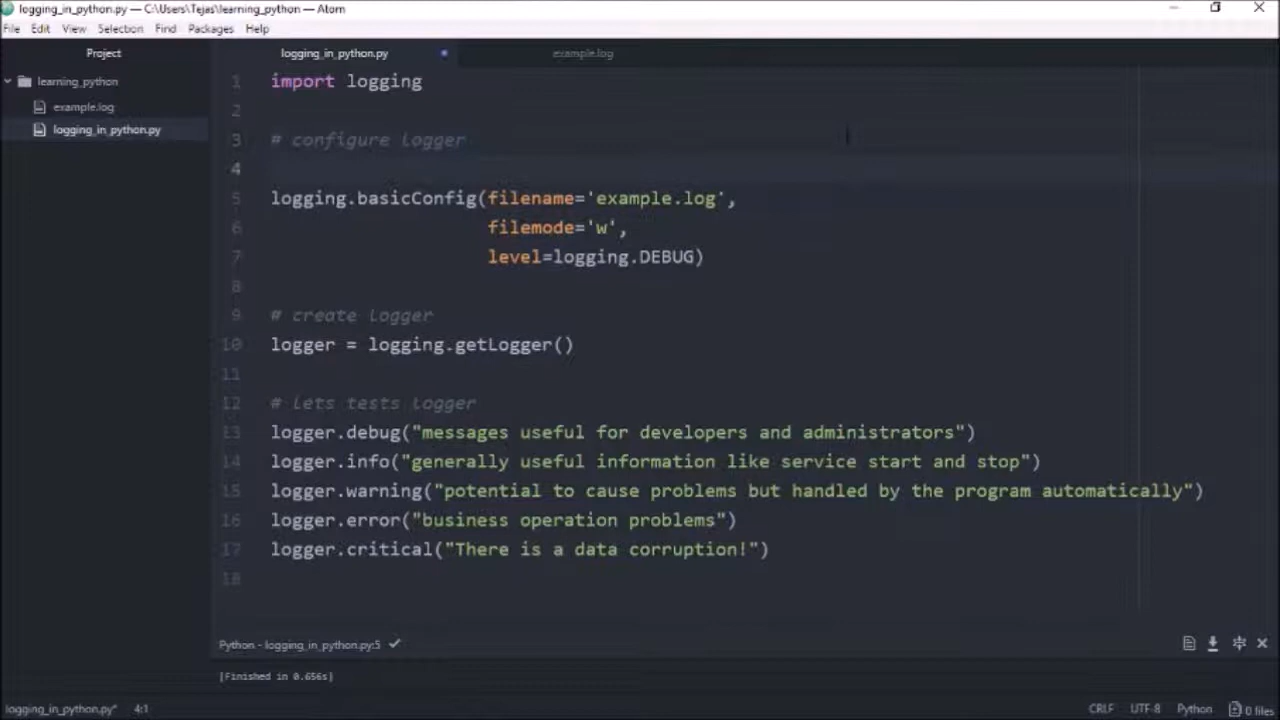 logging_in_python.py — C:\Users\Tejas\learning_python — Atom
File Edit View Selection Find Packages Help
Project
logging_in_python.py
example.log
learning_python
example.log
logging_in_python.py
1 import logging
2
3 # configure logger
4
5 logging.basicConfig(filename='example.log',
6 filemode='w',
7 level=logging.DEBUG)
8
9 # create logger
10 logger = logging.getLogger()
11
12 # lets tests logger
13 logger.debug("messages useful for developers and administrators")
14 logger.info("generally useful information like service start and stop")
15 logger.warning("potential to cause problems but handled by the program automatically")
16 logger.error("business operation problems")
17 logger.critical("There is a data corruption!")
18
Python - logging_in_python.py:5
[Finished in 0.656s]
logging_in_python.py* 4:1 CRLF UTF-8 Python 0 files